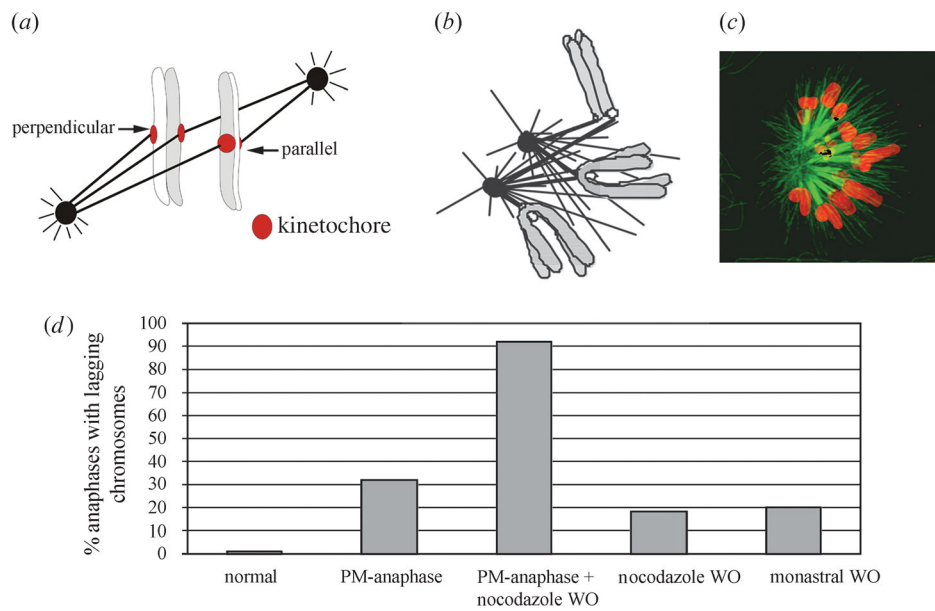 (a)
(b)
(c)
perpendicular
parallel
kinetochore
(d)
% anaphases with lagging
chromosomes
100
90
80
70
60
50
40
30
20
10
0
normal
PM-anaphase
PM-anaphase +
nocodazole WO
nocodazole WO
monastral WO